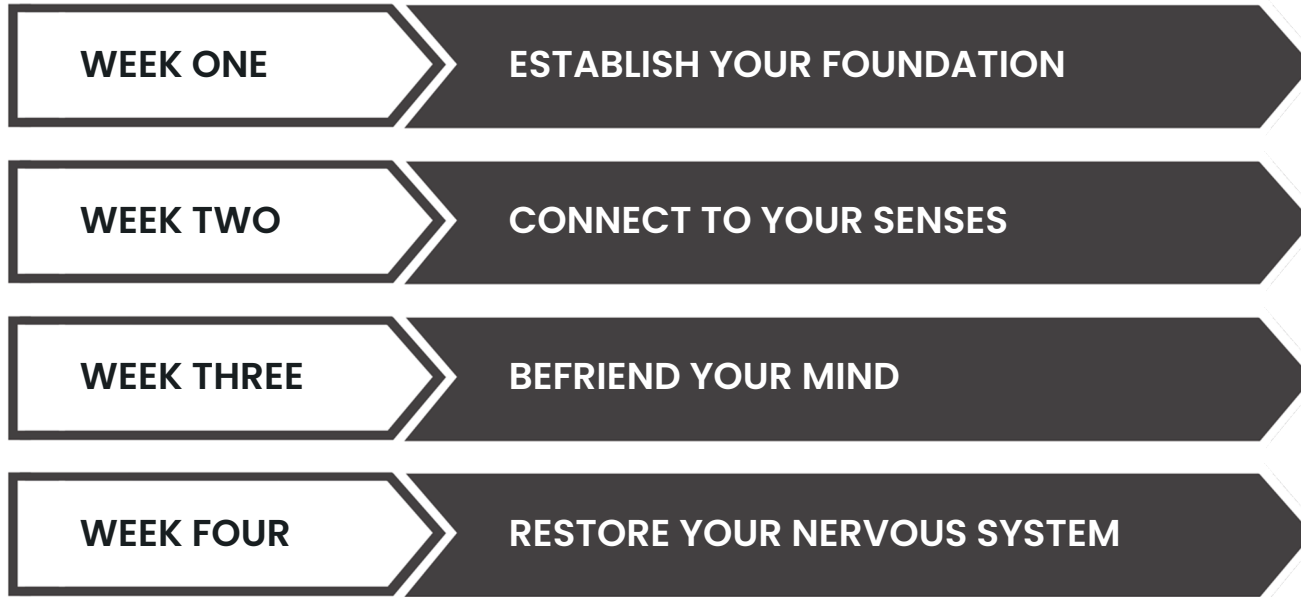 WEEK ONE
ESTABLISH YOUR FOUNDATION
WEEK TWO
CONNECT TO YOUR SENSES
WEEK THREE
BEFRIEND YOUR MIND
WEEK FOUR
RESTORE YOUR NERVOUS SYSTEM